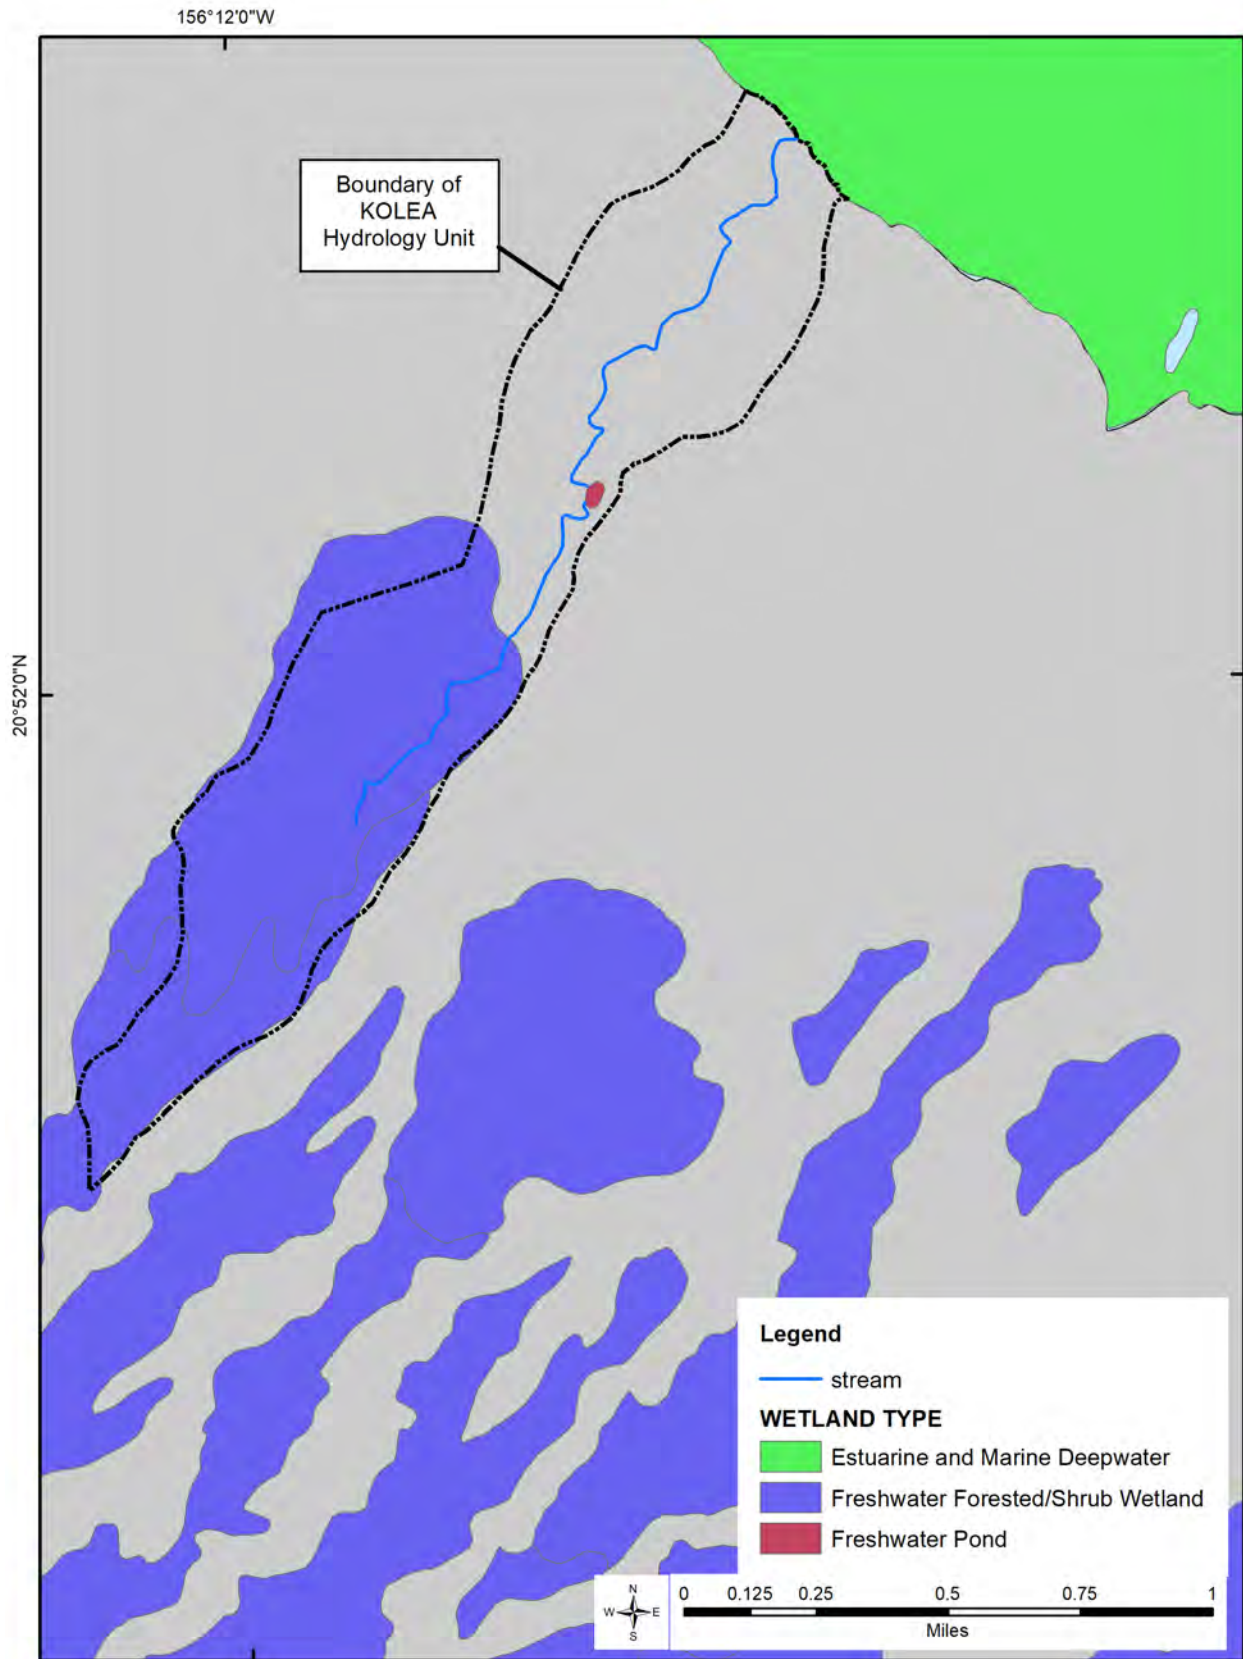 156°12'0"W
Boundary of
KOLEA
Hydrology Unit
20°52'0"N
Legend
stream
WETLAND TYPE
Estuarine and Marine Deepwater
Freshwater Forested/Shrub Wetland
Freshwater Pond
N
W E
S
0 0.125 0.25 0.5 0.75 1
Miles